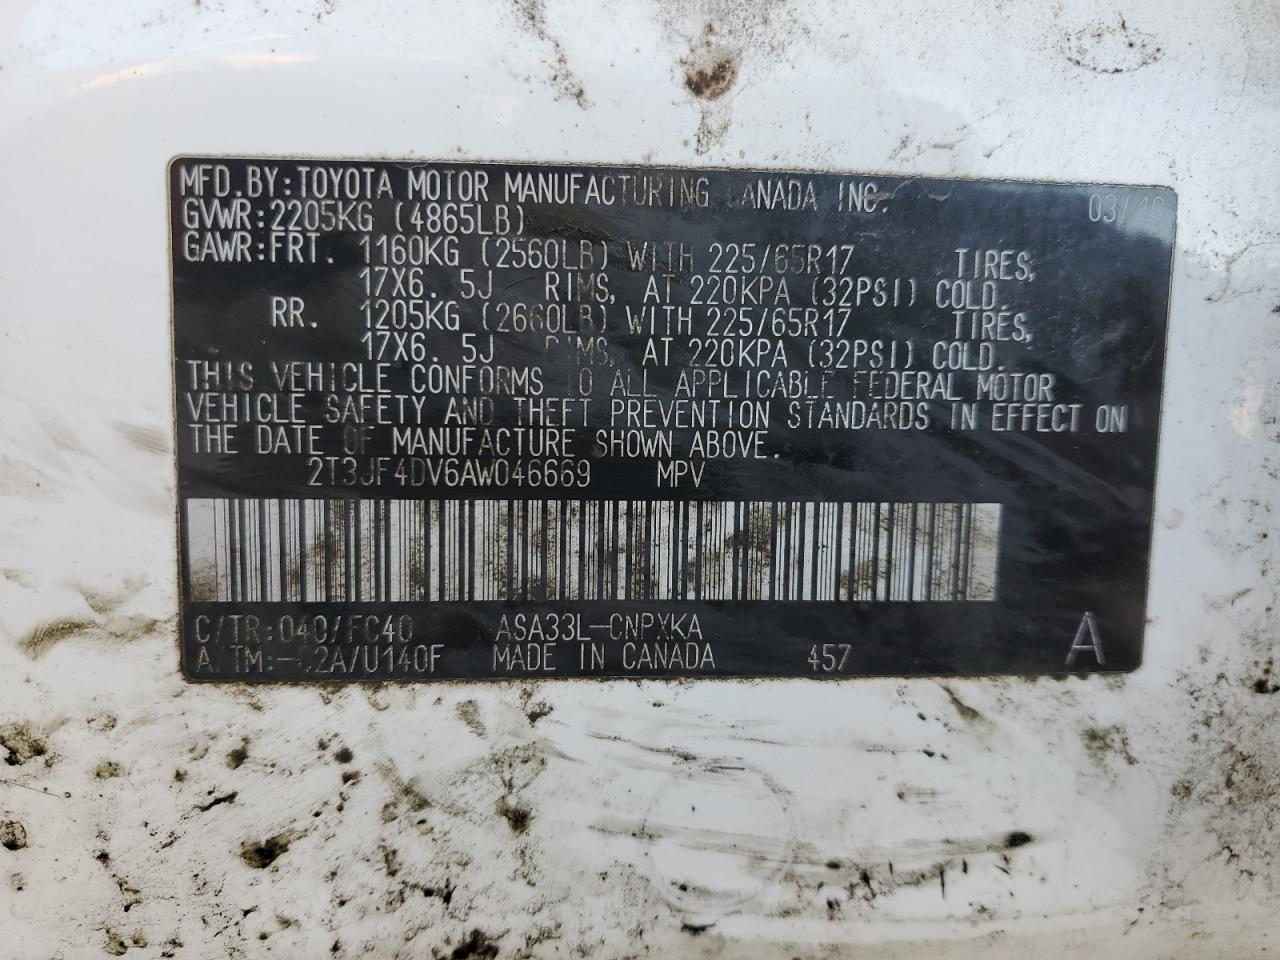 MFD.BY:TOYOTA MOTOR MANUFACTURING CANADA INC. 03/10
GVWR:2205KG (4865LB)
GAWR:FRT. 1160KG (2560LB) WITH 225/65R17 TIRES,
17X6. 5J RIMS, AT 220KPA (32PSI) COLD.
RR. 1205KG (2660LB) WITH 225/65R17 TIRES,
17X6. 5J RIMS, AT 220KPA (32PSI) COLD.
THIS VEHICLE CONFORMS TO ALL APPLICABLE FEDERAL MOTOR
VEHICLE SAFETY AND THEFT PREVENTION STANDARDS IN EFFECT ON
THE DATE OF MANUFACTURE SHOWN ABOVE.
2T3JF4DV6AW046669 MPV
C/TR:040/FC40 ASA33L-CNPXKA
MADE IN CANADA 457 A